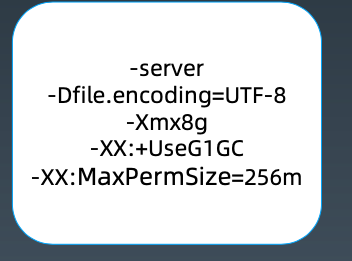 -server
-Dfile.encoding=UTF-8
-Xmx8g
-XX:+UseG1GC
-XX:MaxPermSize=256m